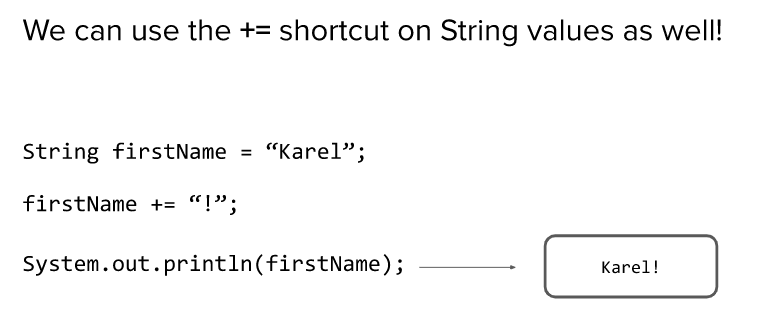 We can use the += shortcut on String values as well!
String firstName = “Karel”;
firstName += “!”;
System.out.println(firstName);
Karel!